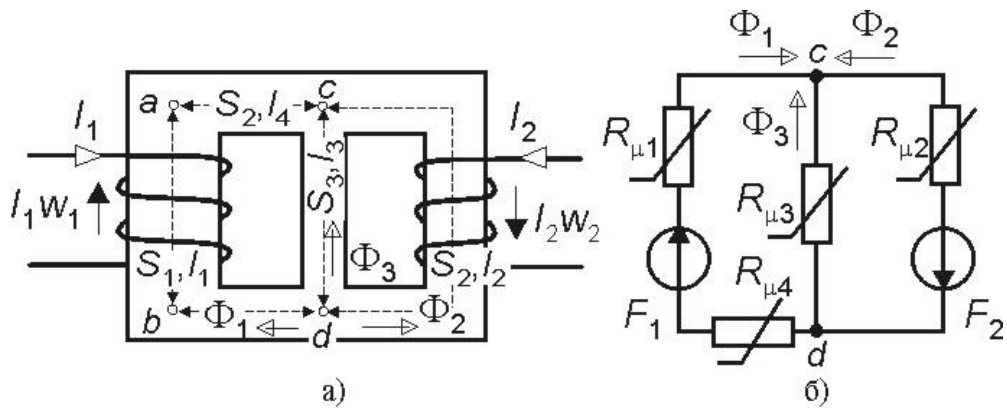 a
S₂, l₄
c
I₁
I₂
S₃, l₃
I₁w₁
I₂w₂
S₁, l₁
Φ₃
S₂, l₂
b
Φ₁
d
Φ₂
а)
Φ₁
Φ₂
c
Rμ1
Φ₃
Rμ2
Rμ3
Rμ4
F₁
F₂
d
б)